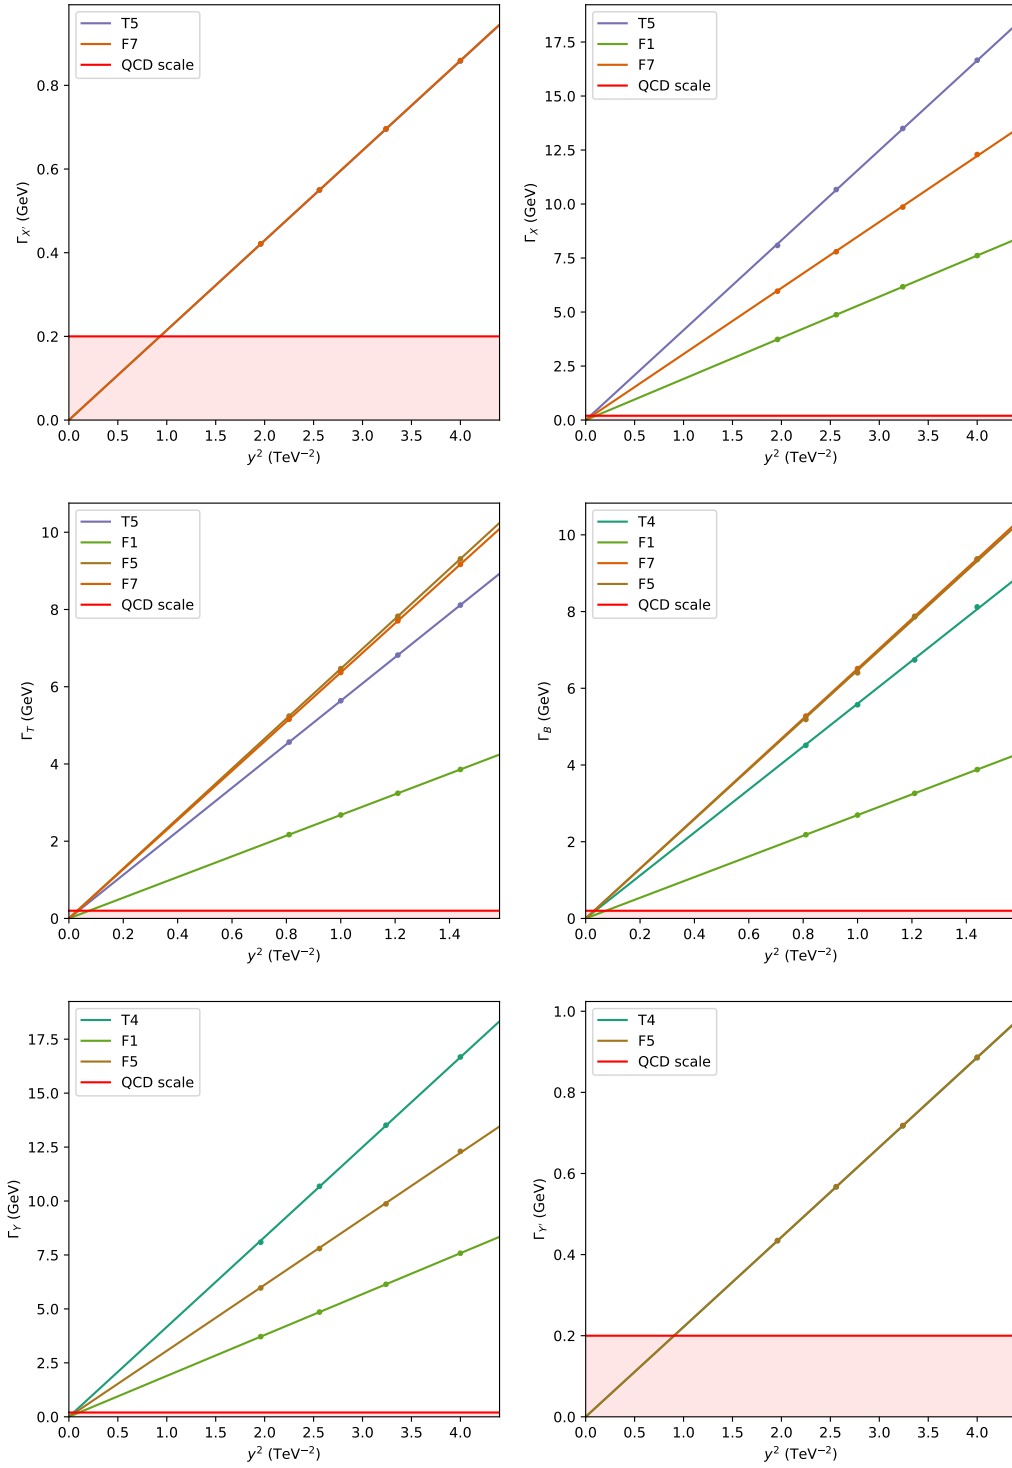 T5
F7
QCD scale
0.8
0.6
0.4
0.2
0.0
Γ_X′ (GeV)
0.0 0.5 1.0 1.5 2.0 2.5 3.0 3.5 4.0
y² (TeV⁻²)
T5
F1
F7
QCD scale
17.5
15.0
12.5
10.0
7.5
5.0
2.5
0.0
Γ_X (GeV)
0.0 0.5 1.0 1.5 2.0 2.5 3.0 3.5 4.0
y² (TeV⁻²)
T5
F1
F5
F7
QCD scale
10
8
6
4
2
0
Γ_T (GeV)
0.0 0.2 0.4 0.6 0.8 1.0 1.2 1.4
y² (TeV⁻²)
T4
F1
F7
F5
QCD scale
10
8
6
4
2
0
Γ_B (GeV)
0.0 0.2 0.4 0.6 0.8 1.0 1.2 1.4
y² (TeV⁻²)
T4
F1
F5
QCD scale
17.5
15.0
12.5
10.0
7.5
5.0
2.5
0.0
Γ_Y (GeV)
0.0 0.5 1.0 1.5 2.0 2.5 3.0 3.5 4.0
y² (TeV⁻²)
T4
F5
QCD scale
1.0
0.8
0.6
0.4
0.2
0.0
Γ_Y′ (GeV)
0.0 0.5 1.0 1.5 2.0 2.5 3.0 3.5 4.0
y² (TeV⁻²)